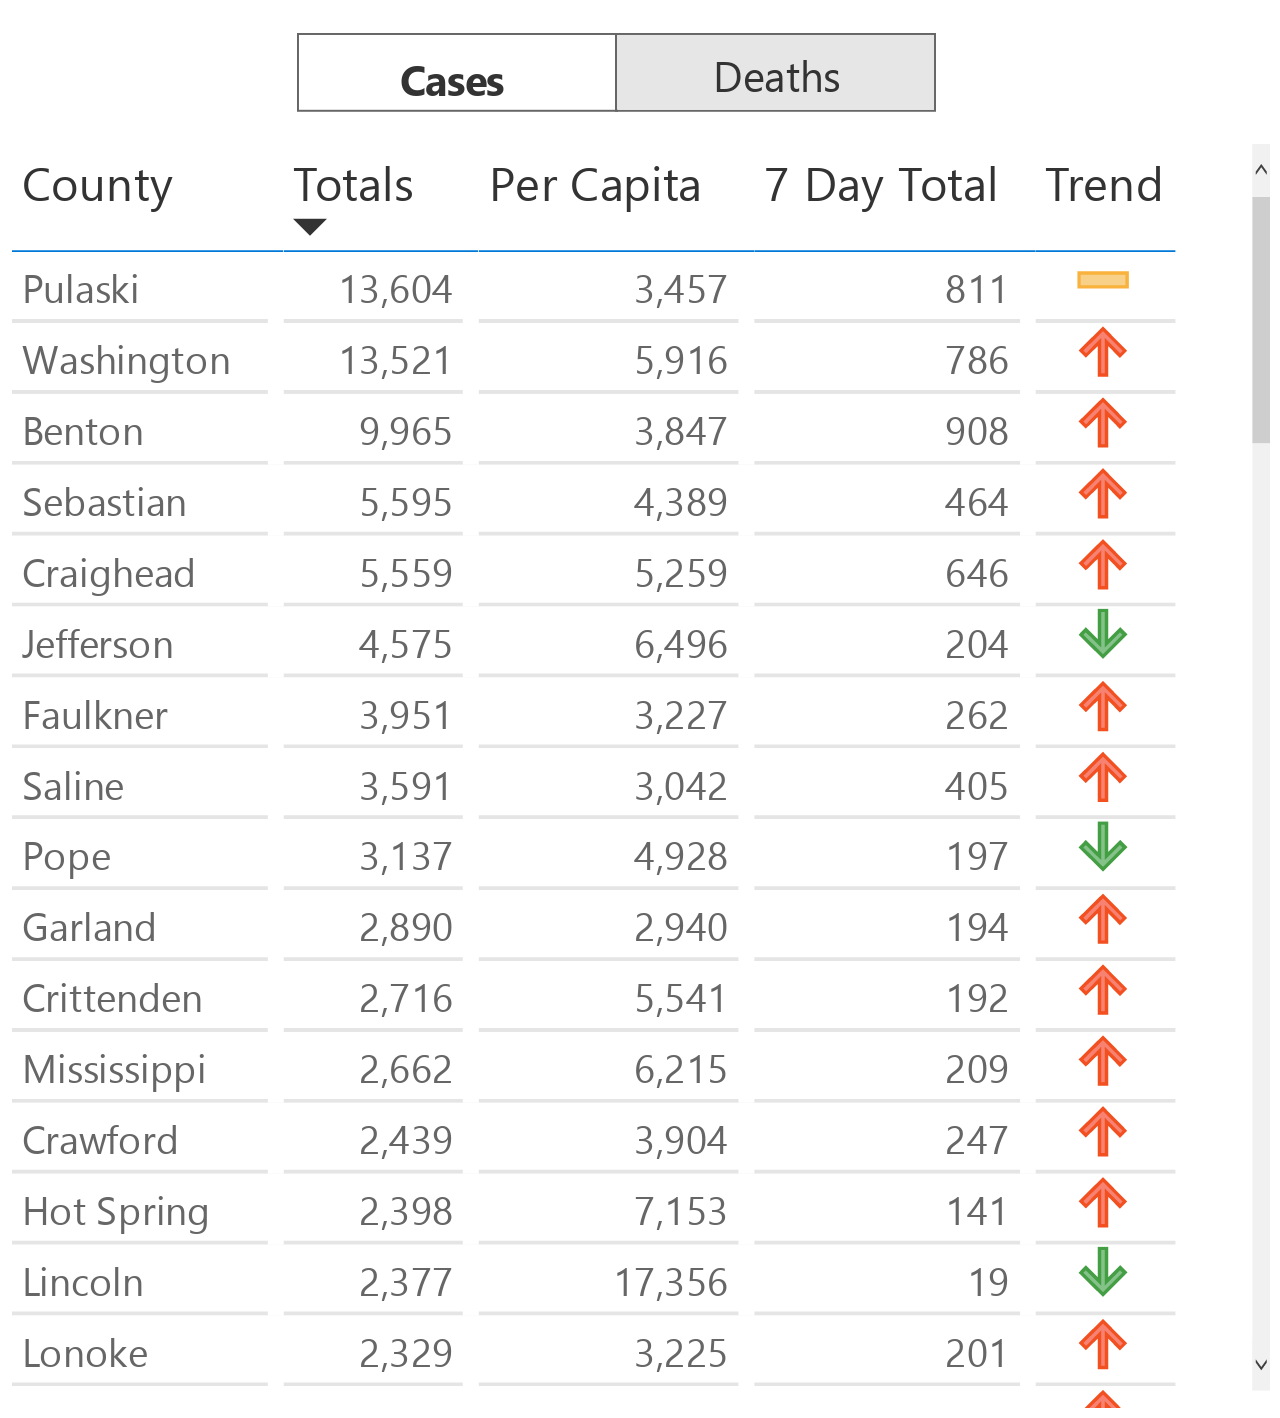 Cases Deaths
County Totals Per Capita 7 Day Total Trend
Pulaski 13,604 3,457 811
Washington 13,521 5,916 786
Benton 9,965 3,847 908
Sebastian 5,595 4,389 464
Craighead 5,559 5,259 646
Jefferson 4,575 6,496 204
Faulkner 3,951 3,227 262
Saline 3,591 3,042 405
Pope 3,137 4,928 197
Garland 2,890 2,940 194
Crittenden 2,716 5,541 192
Mississippi 2,662 6,215 209
Crawford 2,439 3,904 247
Hot Spring 2,398 7,153 141
Lincoln 2,377 17,356 19
Lonoke 2,329 3,225 201